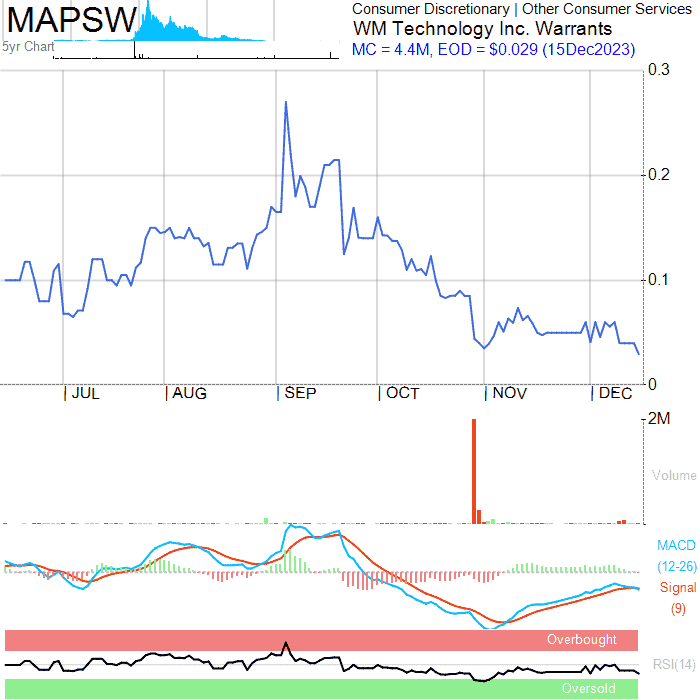 MAPSW
Consumer Discretionary | Other Consumer Services
WM Technology Inc. Warrants
5yr Chart
MC = 4.4M, EOD = $0.029 (15Dec2023)
0.3
0.2
0.1
0
| JUL | AUG | SEP | OCT | NOV | DEC
2M
Volume
MACD
(12-26)
Signal
(9)
Overbought
RSI(14)
Oversold